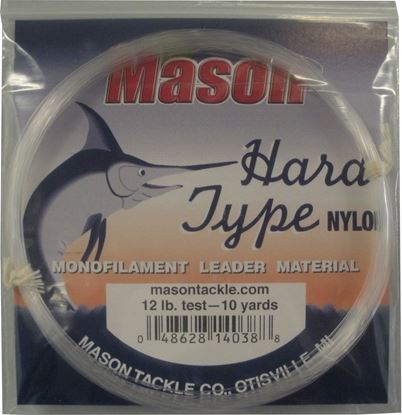 Mason
Hard
Type NYLON
MONOFILAMENT LEADER MATERIAL
masontackle.com
12 lb. test—10 yards
0 48628 14038 8
MASON TACKLE CO., OTISVILLE, MI.